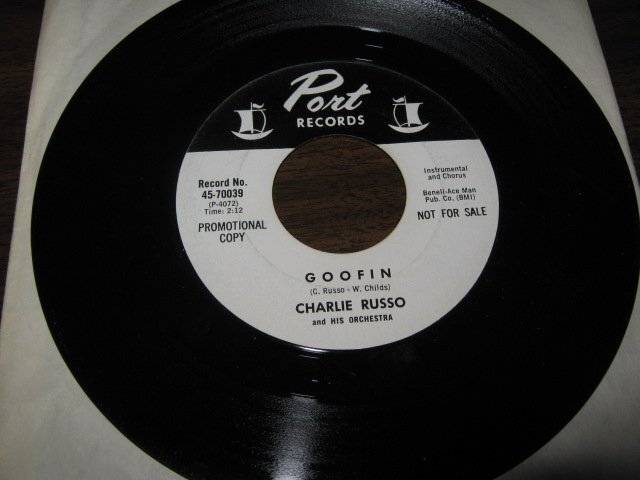 Port
RECORDS
Record No.
45-70039
(P-4072)
Time: 2:12
PROMOTIONAL
COPY
Instrumental
and Chorus
Benell-Ace Man
Pub. Co. (BMI)
NOT FOR SALE
GOOFIN
(C. Russo - W. Childs)
CHARLIE RUSSO
and HIS ORCHESTRA